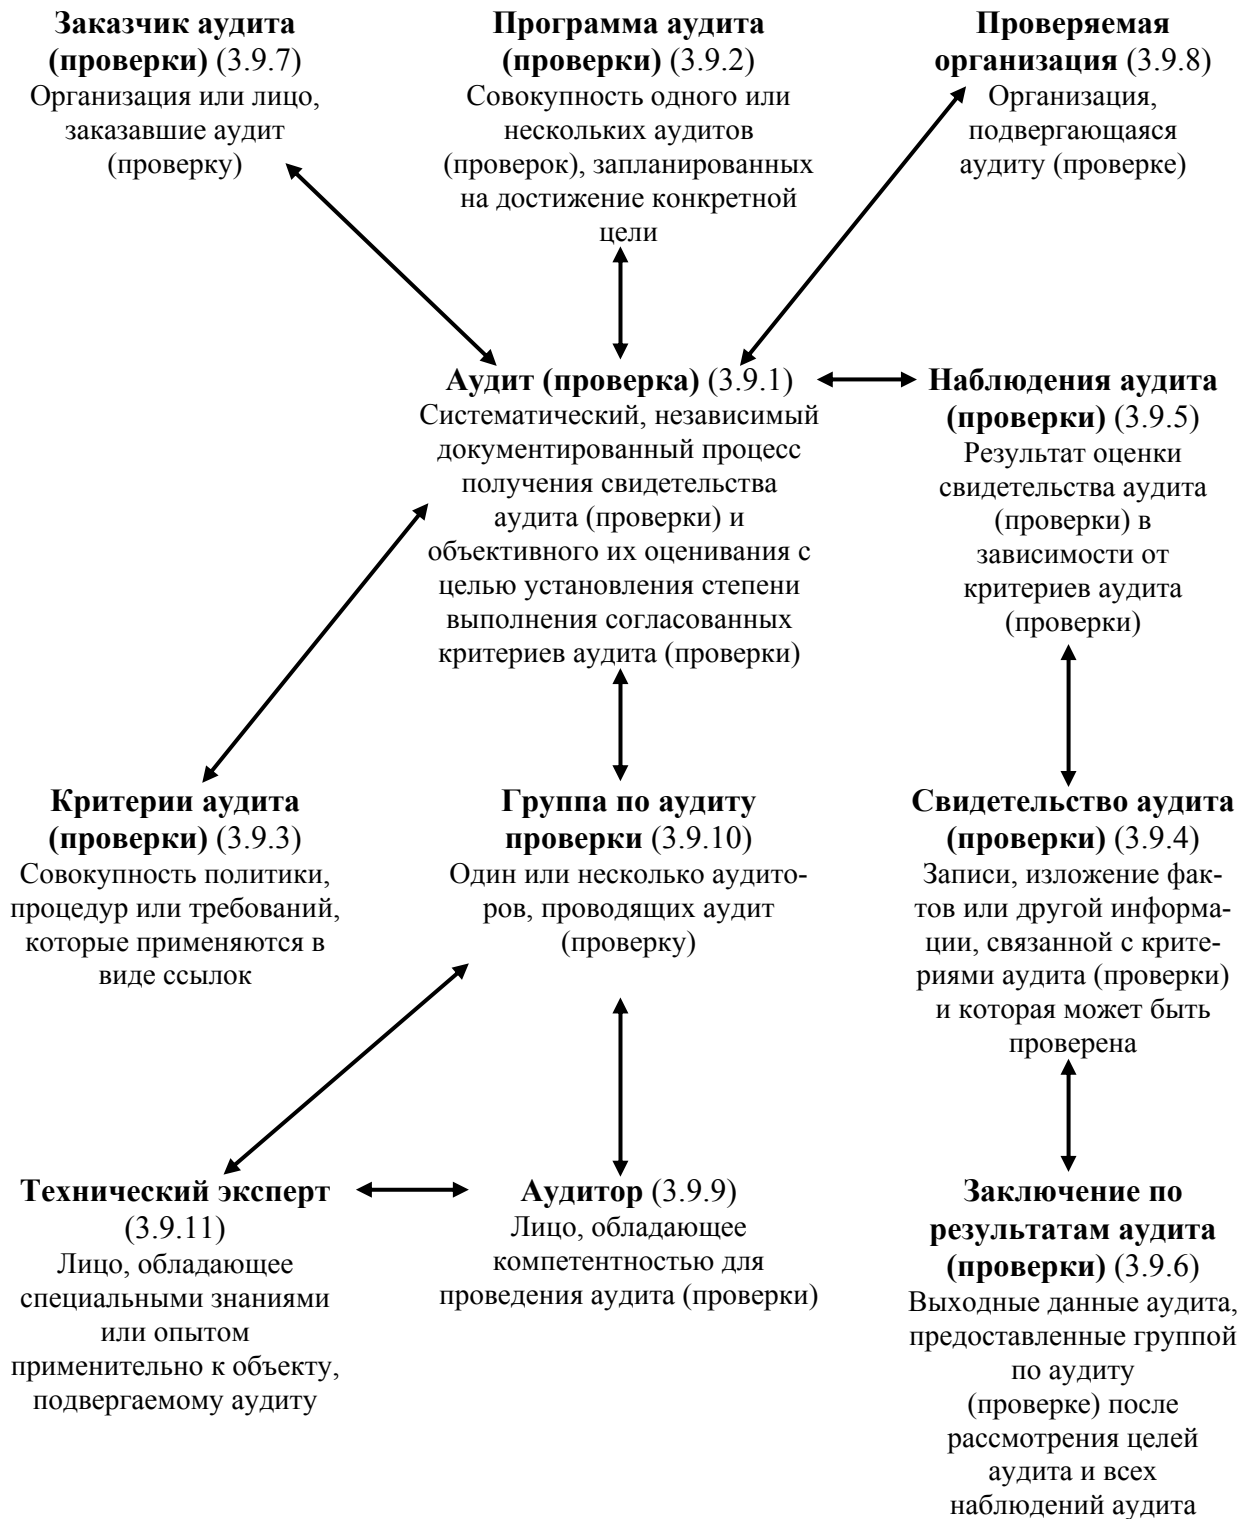 Заказчик аудита
(проверки) (3.9.7)
Организация или лицо,
заказавшие аудит
(проверку)
Программа аудита
(проверки) (3.9.2)
Совокупность одного или
нескольких аудитов
(проверок), запланированных
на достижение конкретной
цели
Проверяемая
организация (3.9.8)
Организация,
подвергающаяся
аудиту (проверке)
Аудит (проверка) (3.9.1)
Систематический, независимый
документированный процесс
получения свидетельства
аудита (проверки) и
объективного их оценивания с
целью установления степени
выполнения согласованных
критериев аудита (проверки)
Наблюдения аудита
(проверки) (3.9.5)
Результат оценки
свидетельства аудита
(проверки) в
зависимости от
критериев аудита
(проверки)
Критерии аудита
(проверки) (3.9.3)
Совокупность политики,
процедур или требований,
которые применяются в
виде ссылок
Группа по аудиту
проверки (3.9.10)
Один или несколько аудито-
ров, проводящих аудит
(проверку)
Свидетельство аудита
(проверки) (3.9.4)
Записи, изложение фак-
тов или другой информа-
ции, связанной с крите-
риями аудита (проверки)
и которая может быть
проверена
Технический эксперт
(3.9.11)
Лицо, обладающее
специальными знаниями
или опытом
применительно к объекту,
подвергаемому аудиту
Аудитор (3.9.9)
Лицо, обладающее
компетентностью для
проведения аудита (проверки)
Заключение по
результатам аудита
(проверки) (3.9.6)
Выходные данные аудита,
предоставленные группой
по аудиту
(проверке) после
рассмотрения целей
аудита и всех
наблюдений аудита